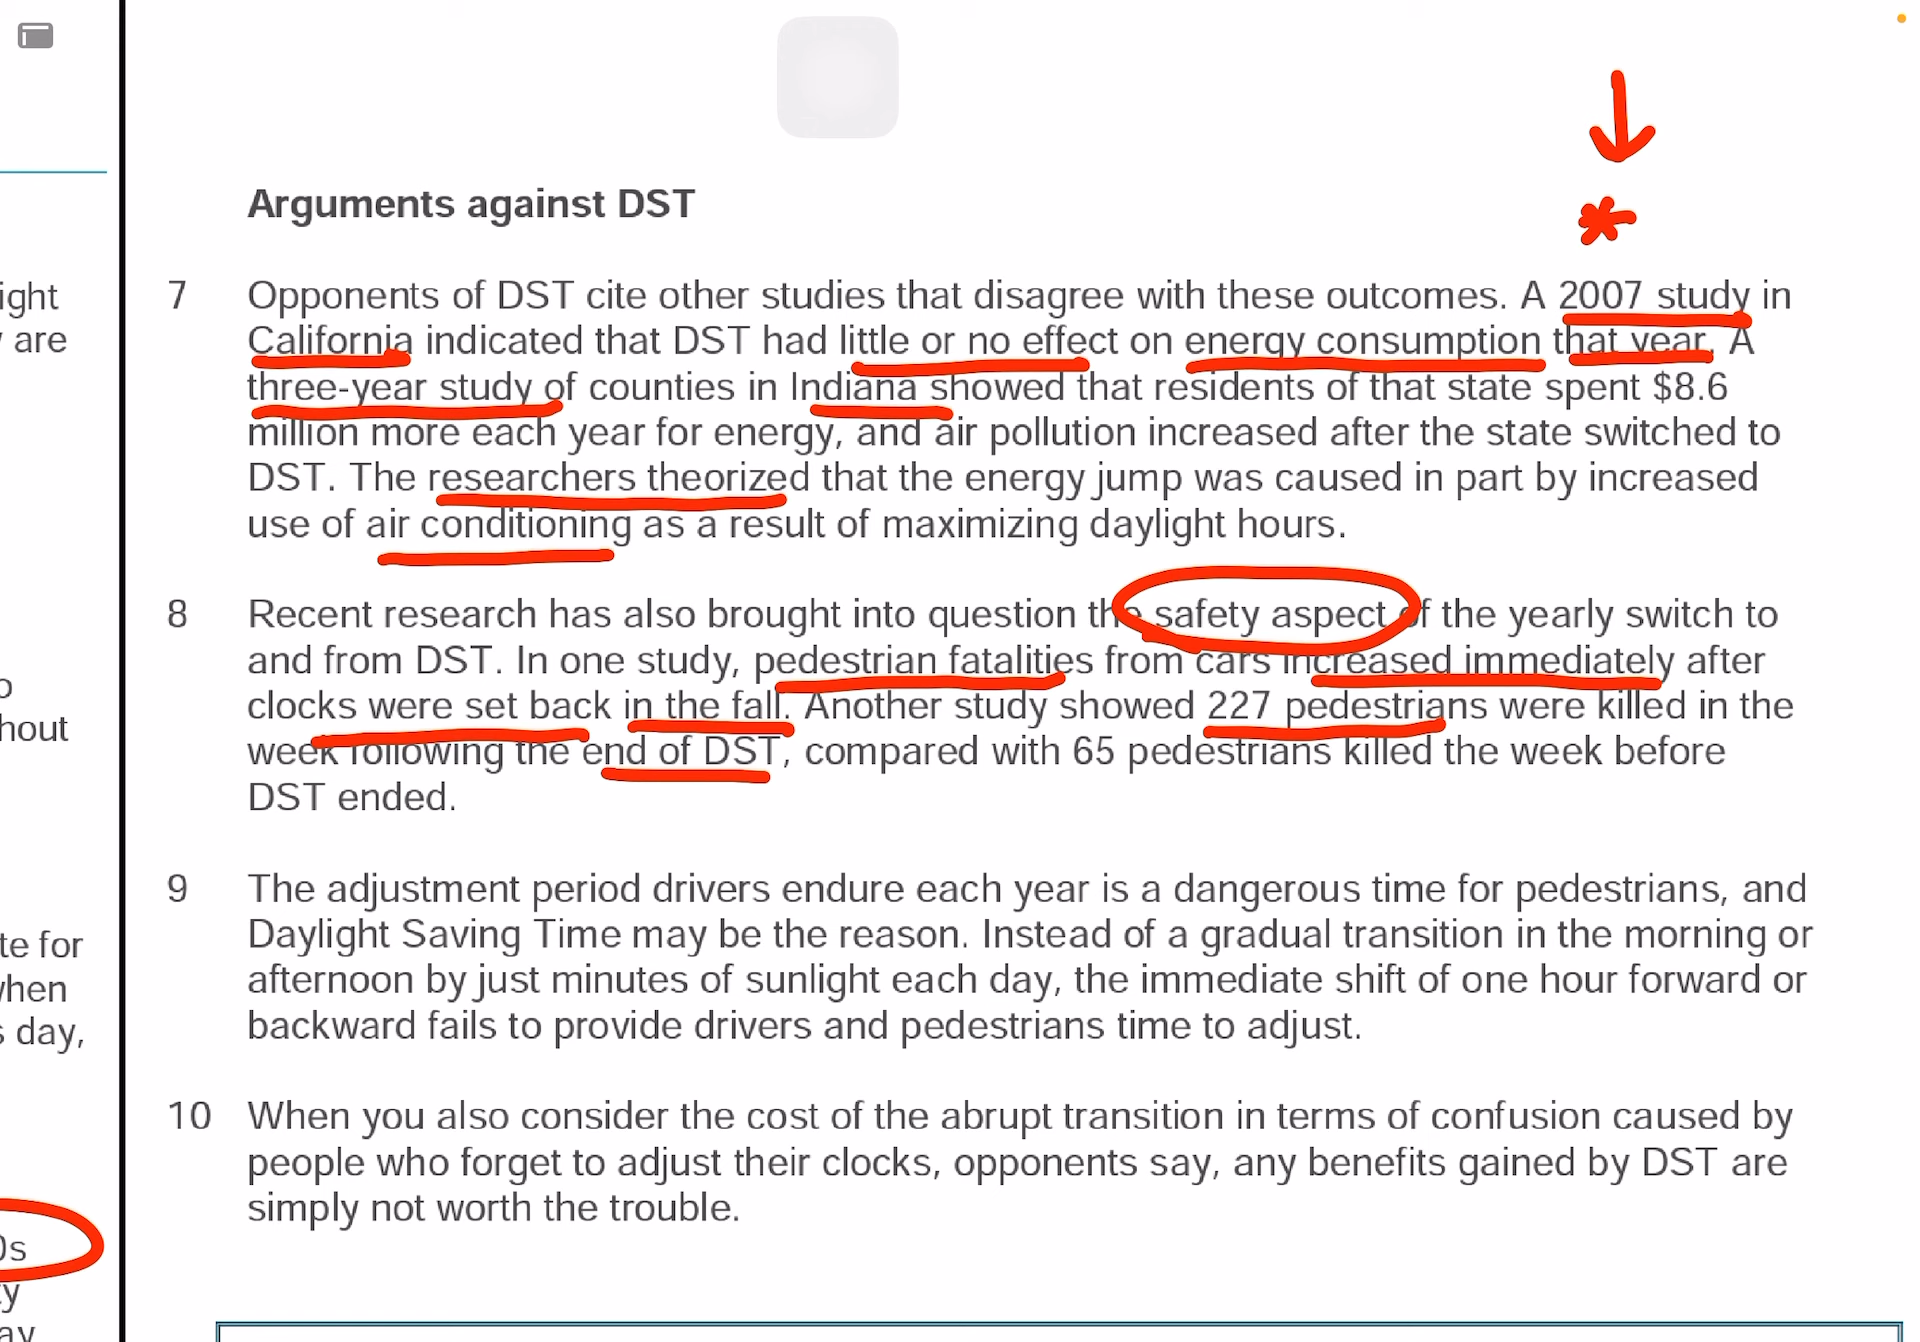 Arguments against DST
7 Opponents of DST cite other studies that disagree with these outcomes. A 2007 study in
California indicated that DST had little or no effect on energy consumption that year. A
three-year study of counties in Indiana showed that residents of that state spent $8.6
million more each year for energy, and air pollution increased after the state switched to
DST. The researchers theorized that the energy jump was caused in part by increased
use of air conditioning as a result of maximizing daylight hours.
8 Recent research has also brought into question the safety aspect of the yearly switch to
and from DST. In one study, pedestrian fatalities from cars increased immediately after
clocks were set back in the fall. Another study showed 227 pedestrians were killed in the
week following the end of DST, compared with 65 pedestrians killed the week before
DST ended.
9 The adjustment period drivers endure each year is a dangerous time for pedestrians, and
Daylight Saving Time may be the reason. Instead of a gradual transition in the morning or
afternoon by just minutes of sunlight each day, the immediate shift of one hour forward or
backward fails to provide drivers and pedestrians time to adjust.
10 When you also consider the cost of the abrupt transition in terms of confusion caused by
people who forget to adjust their clocks, opponents say, any benefits gained by DST are
simply not worth the trouble.
are
for
day,